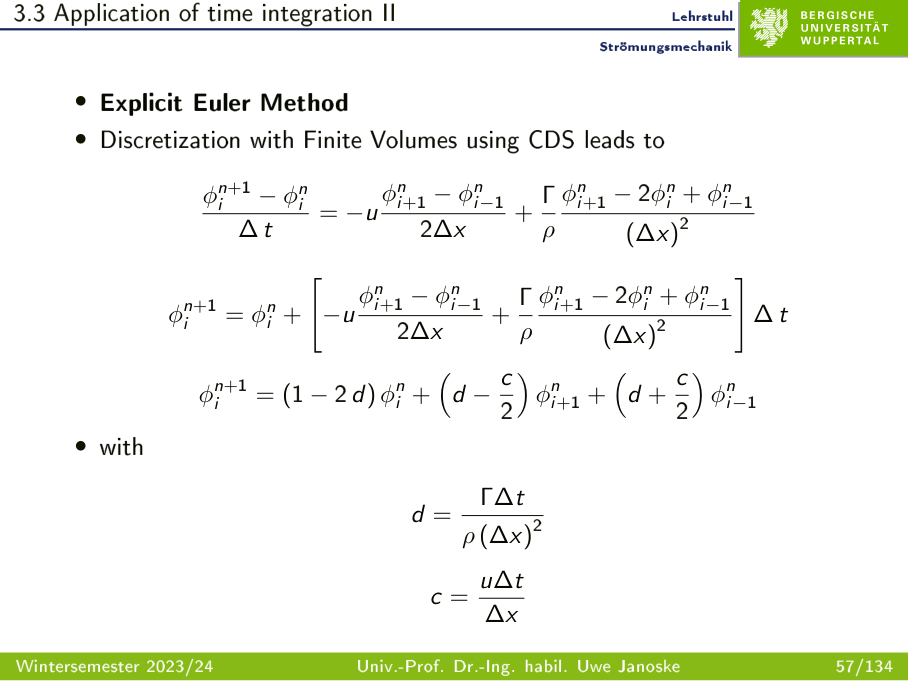 3.3 Application of time integration II
Lehrstuhl
Strömungsmechanik
BERGISCHE
UNIVERSITÄT
WUPPERTAL
• Explicit Euler Method
• Discretization with Finite Volumes using CDS leads to
\frac{\phi_i^{n+1} - \phi_i^n}{\Delta t} = -u \frac{\phi_{i+1}^n - \phi_{i-1}^n}{2\Delta x} + \frac{\Gamma}{\rho} \frac{\phi_{i+1}^n - 2\phi_i^n + \phi_{i-1}^n}{(\Delta x)^2}
\phi_i^{n+1} = \phi_i^n + \left[ -u \frac{\phi_{i+1}^n - \phi_{i-1}^n}{2\Delta x} + \frac{\Gamma}{\rho} \frac{\phi_{i+1}^n - 2\phi_i^n + \phi_{i-1}^n}{(\Delta x)^2} \right] \Delta t
\phi_i^{n+1} = (1 - 2d) \phi_i^n + \left( d - \frac{c}{2} \right) \phi_{i+1}^n + \left( d + \frac{c}{2} \right) \phi_{i-1}^n
• with
d = \frac{\Gamma \Delta t}{\rho (\Delta x)^2}
c = \frac{u \Delta t}{\Delta x}
Wintersemester 2023/24
Univ.-Prof. Dr.-Ing. habil. Uwe Janoske
57/134